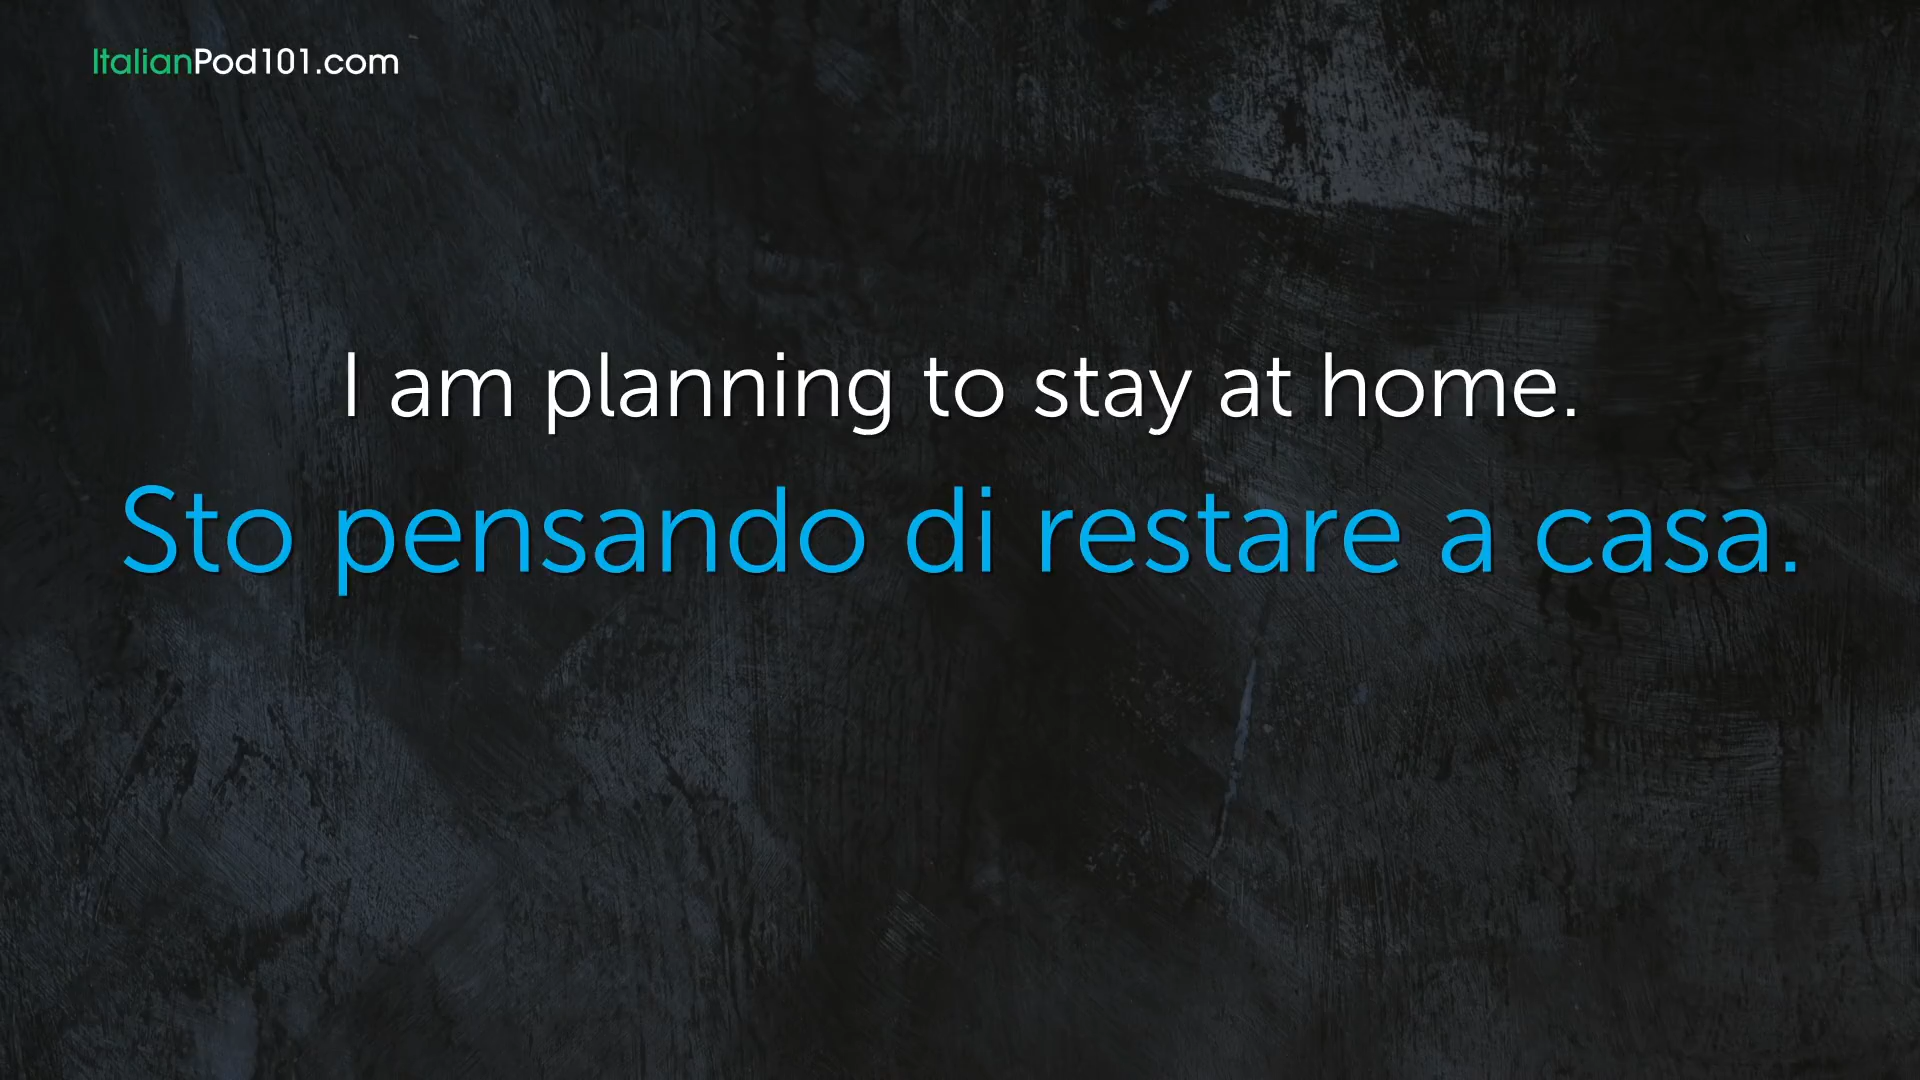 ItalianPod101.com
I am planning to stay at home.
Sto pensando di restare a casa.